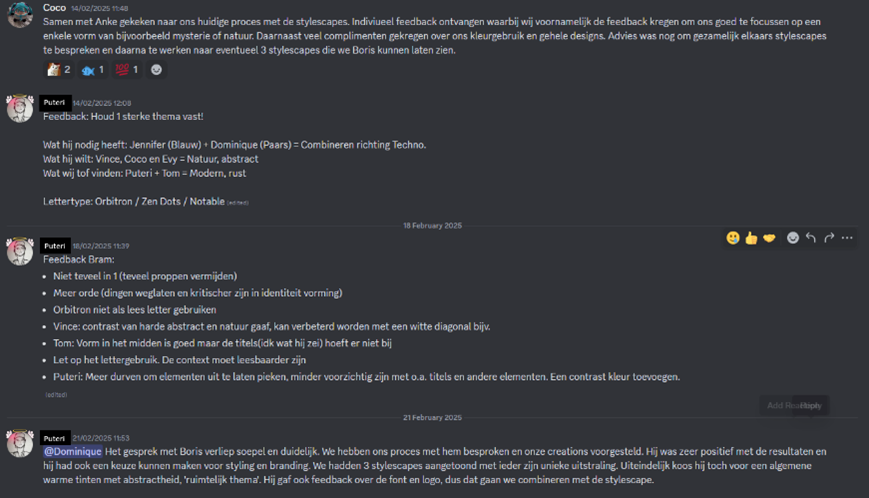 Coco 14/02/2025 11:48
Samen met Anke gekeken naar ons huidige proces met de stylescapes. Indiviueel feedback ontvangen waarbij wij voornamelijk de feedback kregen om ons goed te focussen op een
enkele vorm van bijvoorbeeld mysterie of natuur. Daarnaast veel complimenten gekregen over ons kleurgebruik en gehele designs. Advies was nog om gezamelijk elkaars stylescapes
te bespreken en daarna te werken naar eventueel 3 stylescapes die we Boris kunnen laten zien.
2 1 100 1
Puteri 14/02/2025 12:08
Feedback: Houd 1 sterke thema vast!
Wat hij nodig heeft: Jennifer (Blauw) + Dominique (Paars) = Combineren richting Techno.
Wat hij wilt: Vince, Coco en Evy = Natuur, abstract
Wat wij tof vinden: Puteri + Tom = Modern, rust
Lettertype: Orbitron / Zen Dots / Notable (edited)
18 February 2025
Puteri 18/02/2025 11:39
Feedback Bram:
• Niet teveel in 1 (teveel proppen vermijden)
• Meer orde (dingen weglaten en kritischer zijn in identiteit vorming)
• Orbitron niet als lees letter gebruiken
• Vince: contrast van harde abstract en natuur gaaf, kan verbeterd worden met een witte diagonal bijv.
• Tom: Vorm in het midden is goed maar de titels(idk wat hij zei) hoeft er niet bij
• Let op het lettergebruik. De context moet leesbaarder zijn
• Puteri: Meer durven om elementen uit te laten pieken, minder voorzichtig zijn met o.a. titels en andere elementen. Een contrast kleur toevoegen.
(edited)
Add Reply
21 February 2025
Puteri 21/02/2025 11:53
@Dominique Het gesprek met Boris verliep soepel en duidelijk. We hebben ons proces met hem besproken en onze creations voorgesteld. Hij was zeer positief met de resultaten en
hij had ook een keuze kunnen maken voor styling en branding. We hadden 3 stylescapes aangetoond met ieder zijn unieke uitstraling. Uiteindelijk koos hij toch voor een algemene
warme tinten met abstractheid, 'ruimtelijk thema'. Hij gaf ook feedback over de font en logo, dus dat gaan we combineren met de stylescape.